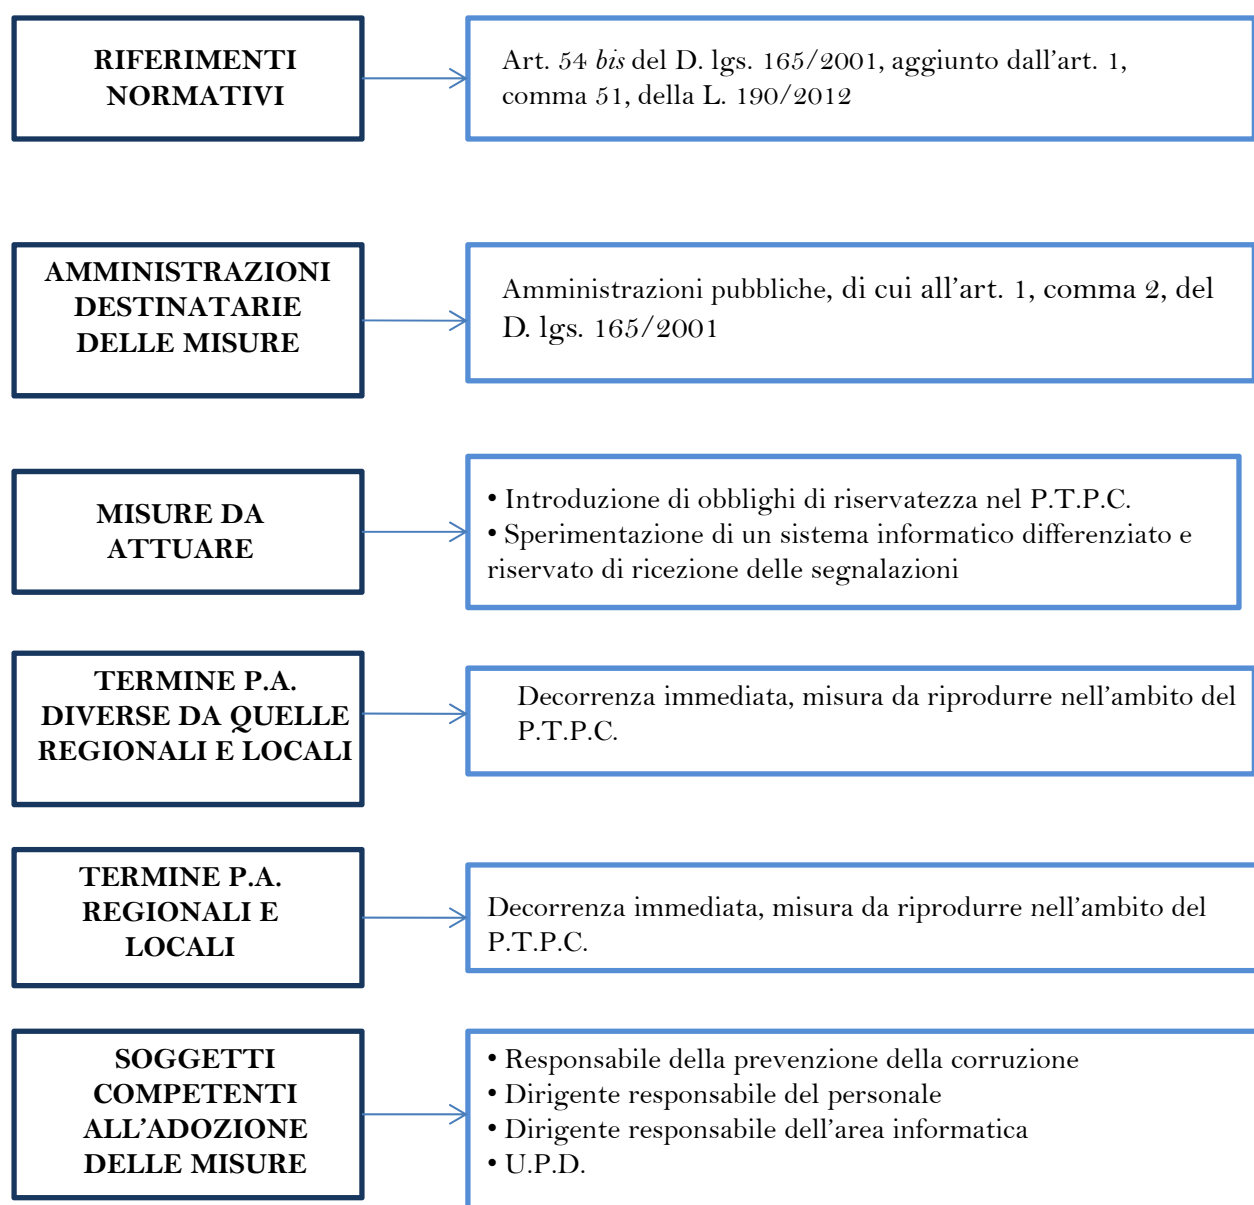 RIFERIMENTI
NORMATIVI
Art. 54 bis del D. lgs. 165/2001, aggiunto dall’art. 1,
comma 51, della L. 190/2012
AMMINISTRAZIONI
DESTINATARIE
DELLE MISURE
Amministrazioni pubbliche, di cui all’art. 1, comma 2, del
D. lgs. 165/2001
MISURE DA
ATTUARE
• Introduzione di obblighi di riservatezza nel P.T.P.C.
• Sperimentazione di un sistema informatico differenziato e
riservato di ricezione delle segnalazioni
TERMINE P.A.
DIVERSE DA QUELLE
REGIONALI E LOCALI
Decorrenza immediata, misura da riprodurre nell’ambito del
P.T.P.C.
TERMINE P.A.
REGIONALI E
LOCALI
Decorrenza immediata, misura da riprodurre nell’ambito del
P.T.P.C.
SOGGETTI
COMPETENTI
ALL’ADOZIONE
DELLE MISURE
• Responsabile della prevenzione della corruzione
• Dirigente responsabile del personale
• Dirigente responsabile dell’area informatica
• U.P.D.